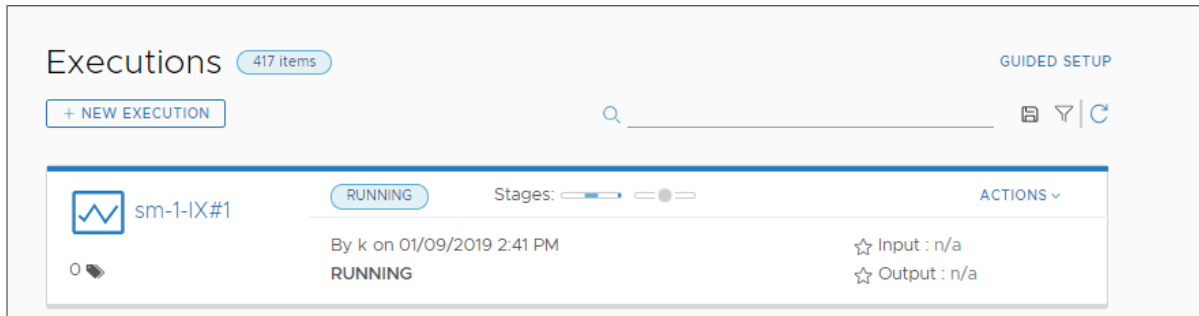 Executions 417 items
GUIDED SETUP
+ NEW EXECUTION
sm-1-IX#1
RUNNING Stages: ACTIONS
By k on 01/09/2019 2:41 PM Input : n/a
0 RUNNING Output : n/a